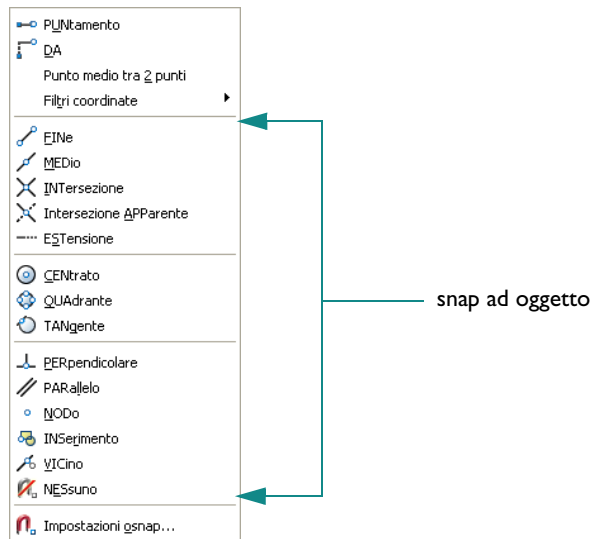 PUNtamento
DA
Punto medio tra 2 punti
Filtri coordinate
FINe
MEDio
INTersezione
Intersezione APParente
ESTensione
CENtrato
QUAdrante
TANgente
PERpendicolare
PARallelo
NODo
INSerimento
VICino
NESsuno
Impostazioni osnap...
snap ad oggetto